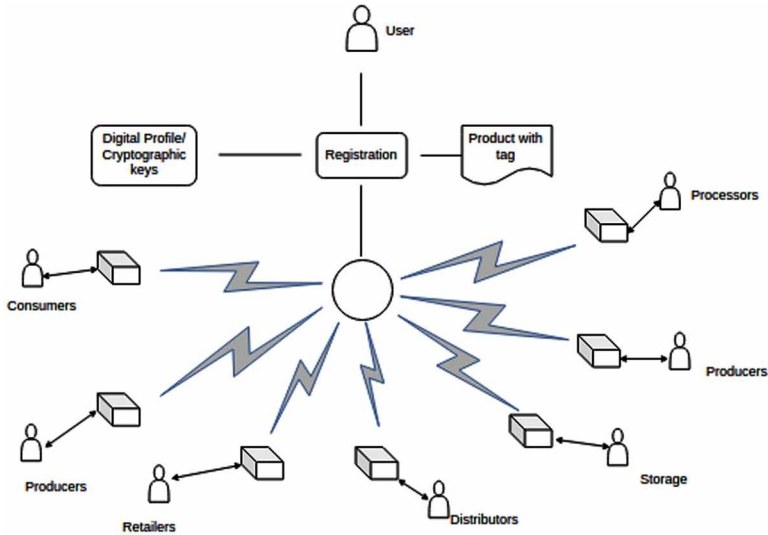 User
Digital Profile/
Cryptographic
keys
Registration
Product with
tag
Processors
Consumers
Producers
Producers
Storage
Retailers
Distributors